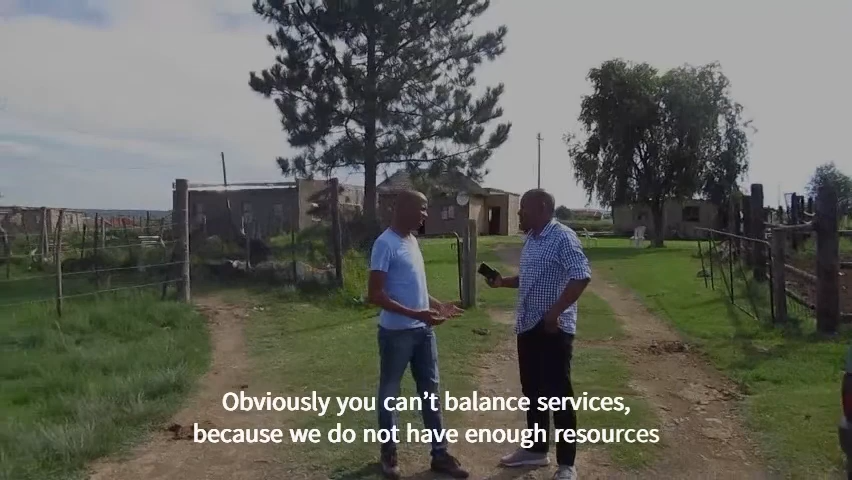 Obviously you can’t balance services,
because we do not have enough resources